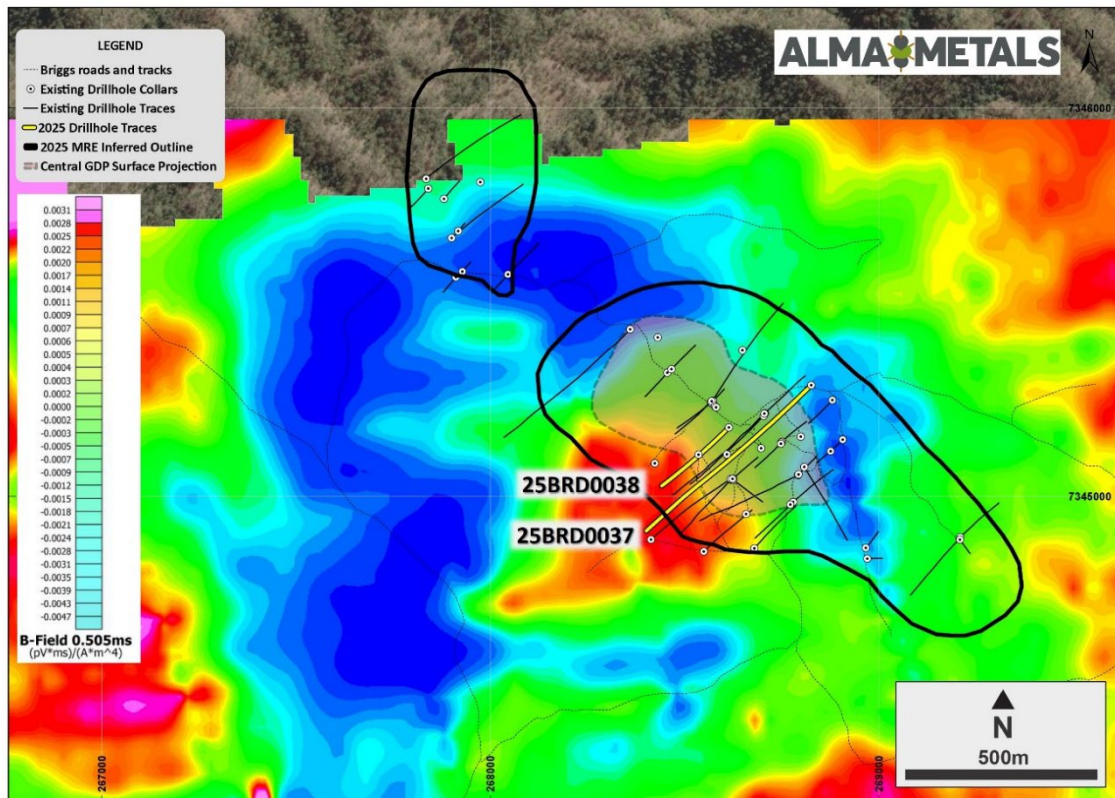 LEGEND
Briggs roads and tracks
Existing Drillhole Collars
Existing Drillhole Traces
2025 Drillhole Traces
2025 MRE Inferred Outline
Central GDP Surface Projection
ALMA METALS
N
7346000
0.0031
0.0028
0.0025
0.0022
0.0020
0.0017
0.0014
0.0011
0.0009
0.0007
0.0006
0.0005
0.0004
0.0003
0.0002
0.0000
-0.0002
-0.0003
-0.0005
-0.0007
-0.0009
-0.0012
-0.0015
-0.0018
-0.0021
-0.0024
-0.0028
-0.0031
-0.0035
-0.0039
-0.0043
-0.0047
B-Field 0.505ms
(pV*ms)/(A*m^4)
25BRD0038
7345000
25BRD0037
267000
268000
269000
N
500m